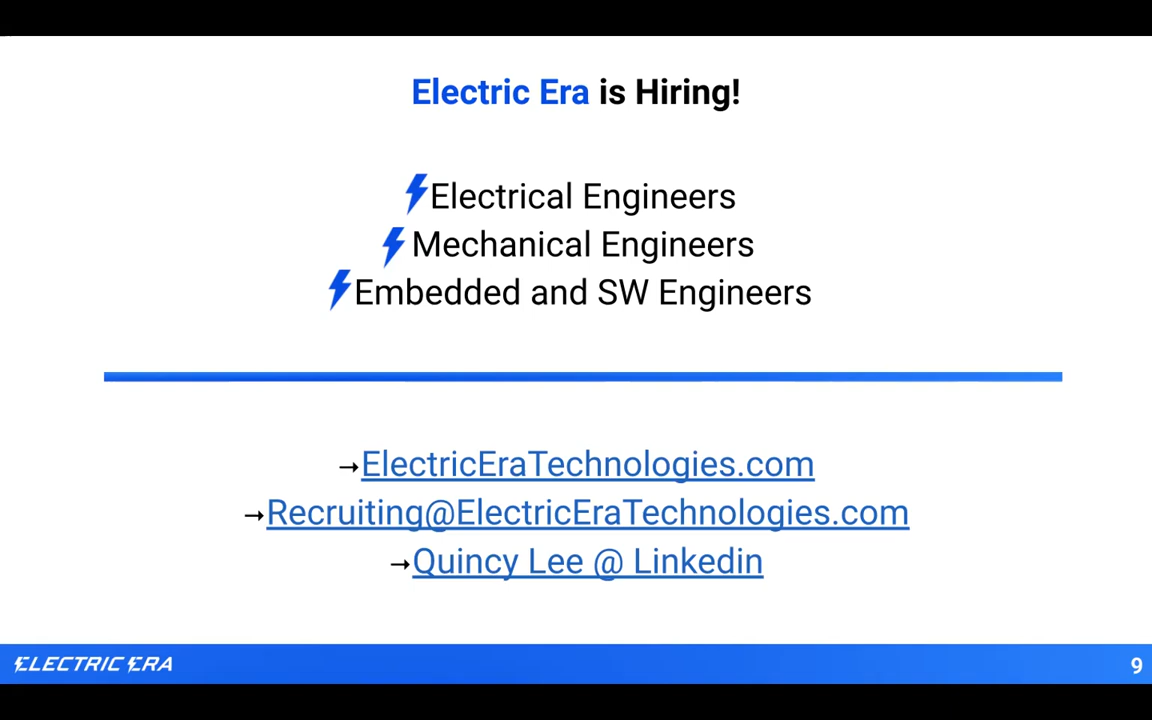 Electric Era is Hiring!
Electrical Engineers
Mechanical Engineers
Embedded and SW Engineers
→ElectricEraTechnologies.com
→Recruiting@ElectricEraTechnologies.com
→Quincy Lee @ Linkedin
ELECTRIC ERA
9